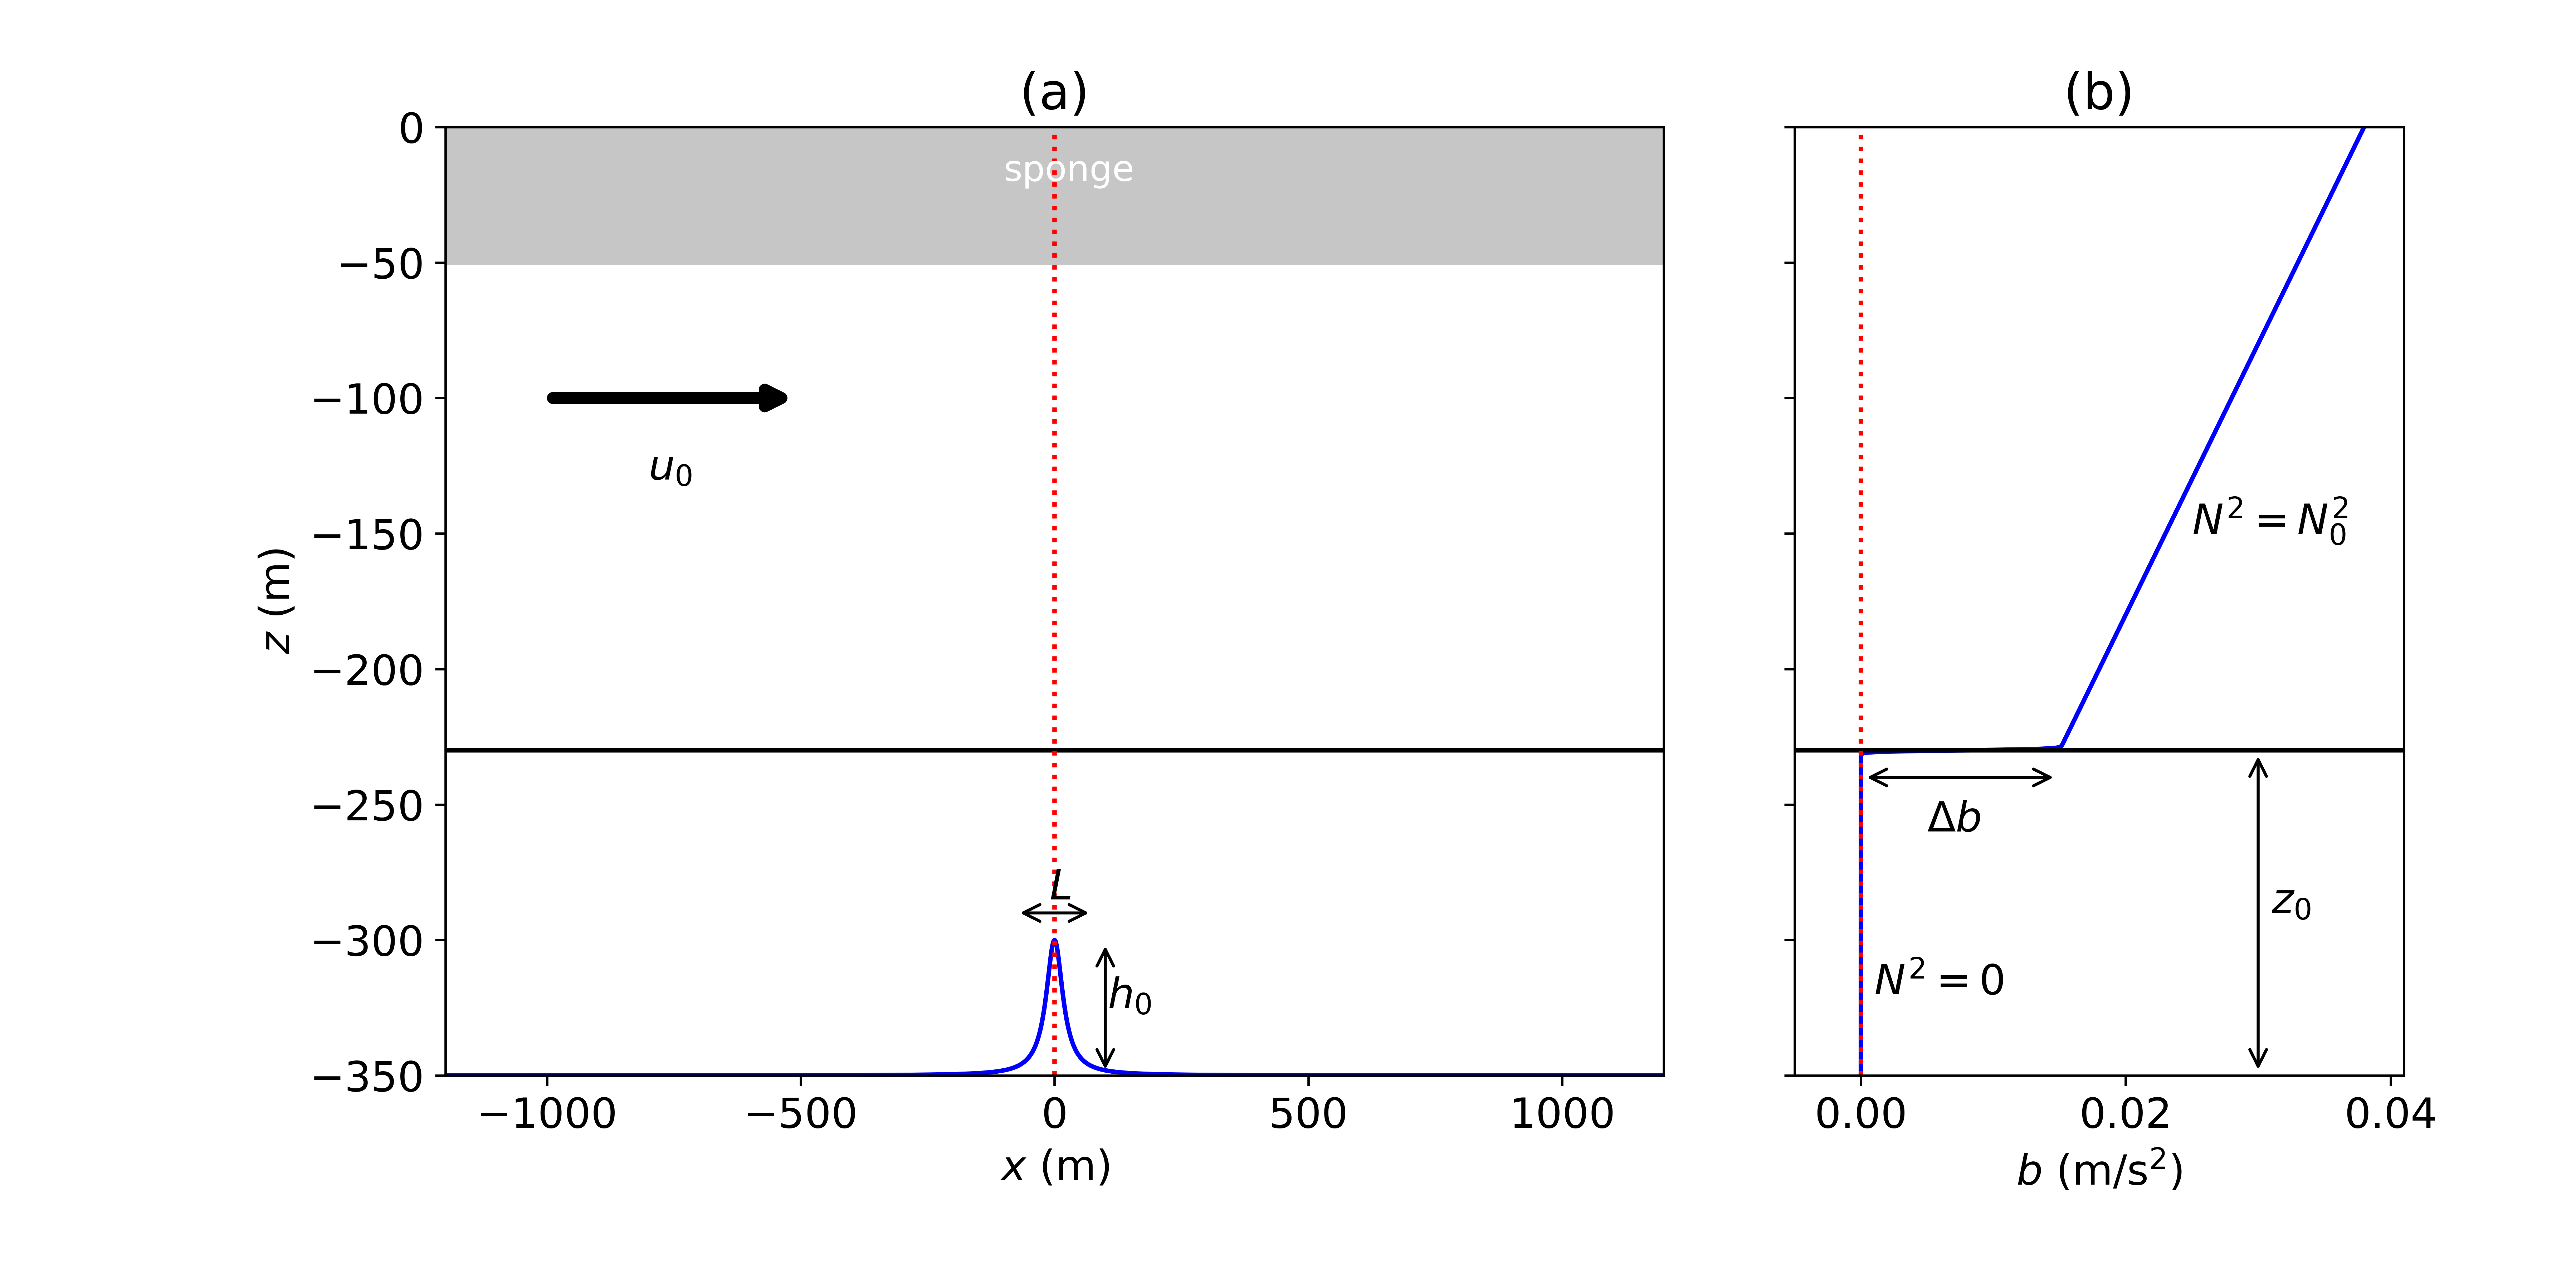 (a)
0
−50
−100
−150
−200
−250
−300
−350
z (m)
sponge
u₀
L
h₀
−1000 −500 0 500 1000
x (m)
(b)
N² = N₀²
Δb
z₀
N² = 0
0.00 0.02 0.04
b (m/s²)